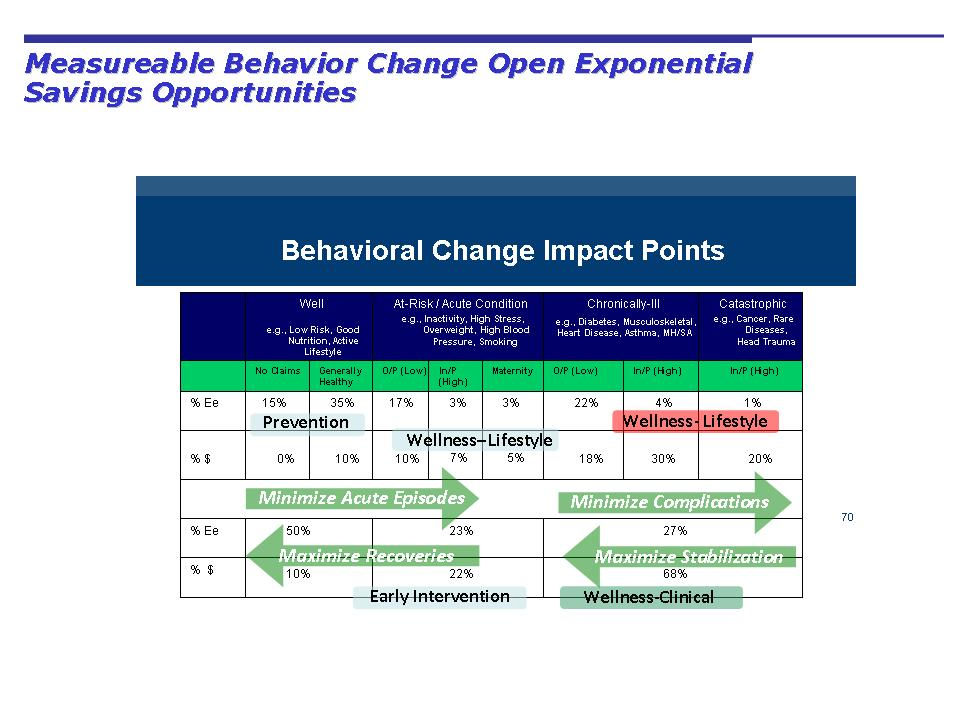 Measureable Behavior Change Open Exponential
Savings Opportunities
Behavioral Change Impact Points
Well
e.g., Low Risk, Good
Nutrition, Active
Lifestyle
At-Risk / Acute Condition
e.g., Inactivity, High Stress,
Overweight, High Blood
Pressure, Smoking
Chronically-Ill
e.g., Diabetes, Musculoskeletal,
Heart Disease, Asthma, MH/SA
Catastrophic
e.g., Cancer, Rare
Diseases,
Head Trauma
No Claims
Generally
Healthy
O/P (Low)
In/P
(High)
Maternity
O/P (Low)
In/P (High)
In/P (High)
% Ee 15% 35% 17% 3% 3% 22% 4% 1%
Prevention
Wellness- Lifestyle
Wellness–Lifestyle
% $ 0% 10% 10% 7% 5% 18% 30% 20%
Minimize Acute Episodes
Minimize Complications
70
% Ee 50% 23% 27%
Maximize Recoveries
Maximize Stabilization
% $ 10% 22% 68%
Early Intervention
Wellness-Clinical